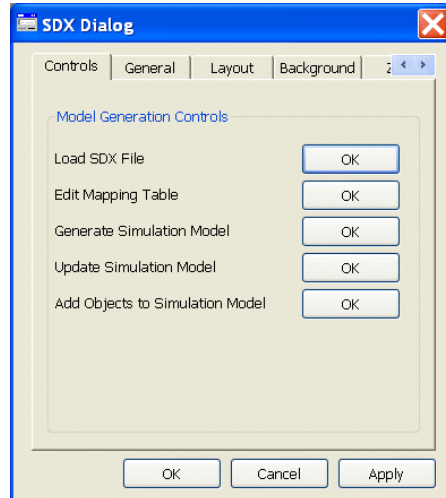 SDX Dialog
Controls General Layout Background
Model Generation Controls
Load SDX File OK
Edit Mapping Table OK
Generate Simulation Model OK
Update Simulation Model OK
Add Objects to Simulation Model OK
OK Cancel Apply